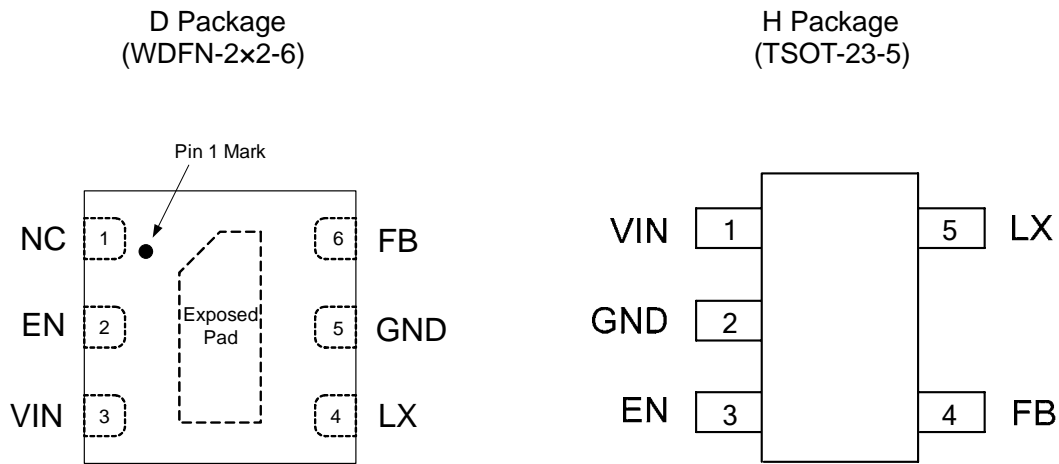 D Package
(WDFN-2×2-6)
Pin 1 Mark
NC 1 6 FB
EN 2 Exposed Pad 5 GND
VIN 3 4 LX
H Package
(TSOT-23-5)
VIN 1 5 LX
GND 2
EN 3 4 FB